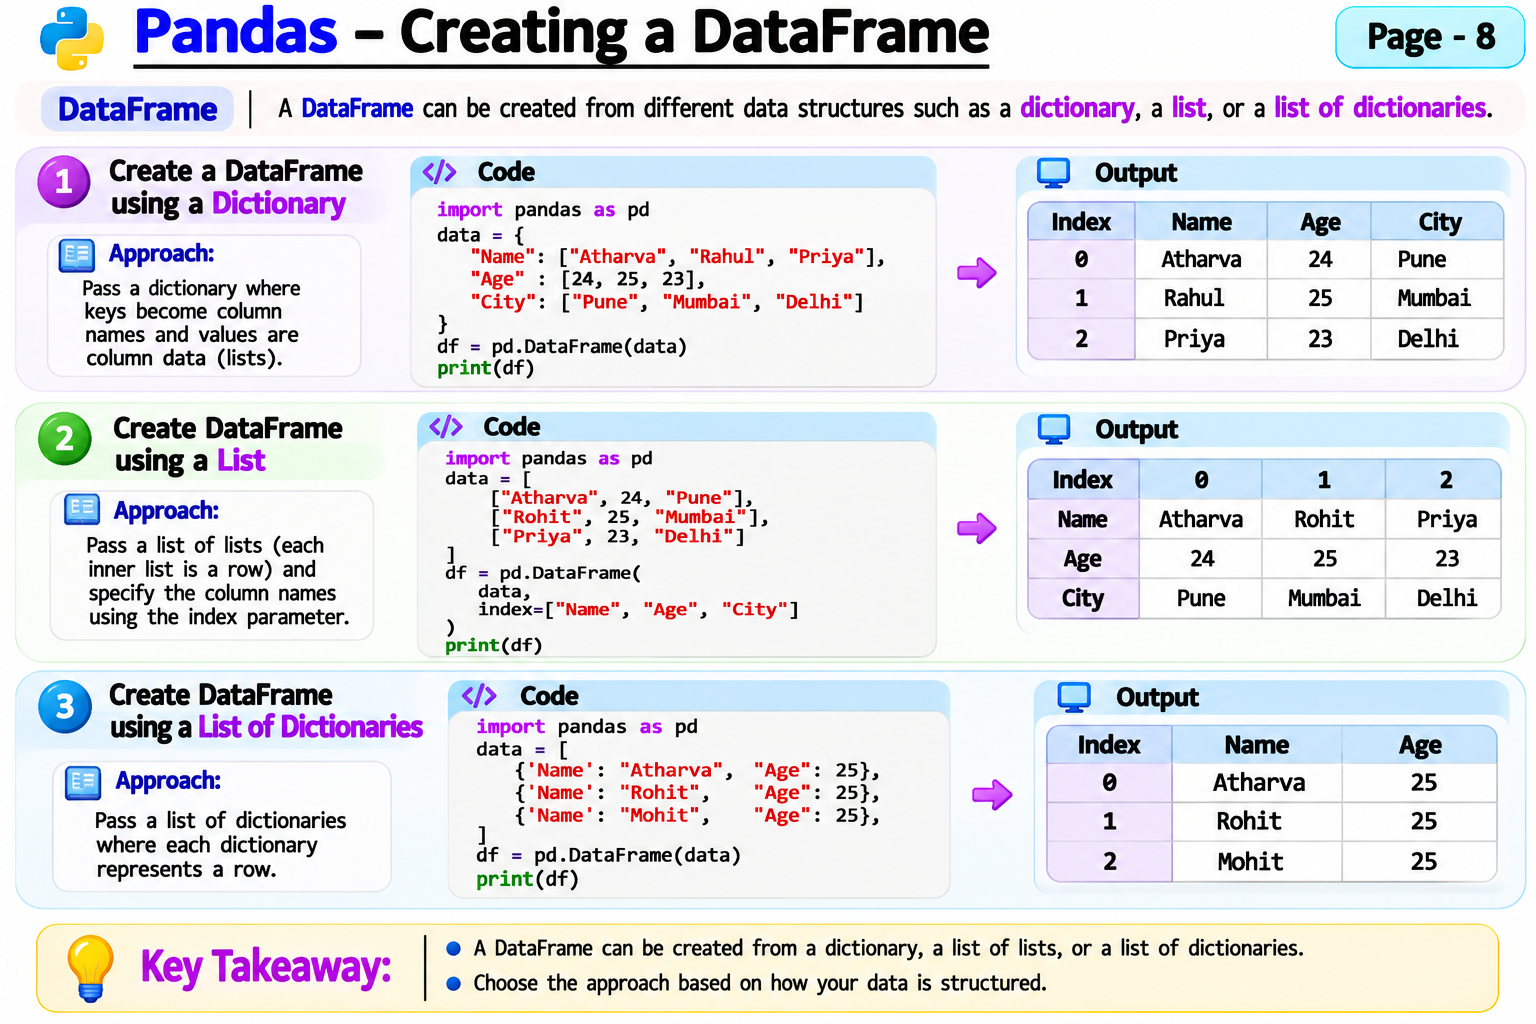 Pandas – Creating a DataFrame
Page - 8
DataFrame
A DataFrame can be created from different data structures such as a dictionary, a list, or a list of dictionaries.
1
Create a DataFrame
using a Dictionary
Approach:
Pass a dictionary where
keys become column
names and values are
column data (lists).
</> Code
import pandas as pd
data = {
"Name": ["Atharva", "Rahul", "Priya"],
"Age" : [24, 25, 23],
"City": ["Pune", "Mumbai", "Delhi"]
}
df = pd.DataFrame(data)
print(df)
Output
Index Name Age City
0 Atharva 24 Pune
1 Rahul 25 Mumbai
2 Priya 23 Delhi
2
Create DataFrame
using a List
Approach:
Pass a list of lists (each
inner list is a row) and
specify the column names
using the index parameter.
</> Code
import pandas as pd
data = [
["Atharva", 24, "Pune"],
["Rohit", 25, "Mumbai"],
["Priya", 23, "Delhi"]
]
df = pd.DataFrame(
data,
index=["Name", "Age", "City"]
)
print(df)
Output
Index 0 1 2
Name Atharva Rohit Priya
Age 24 25 23
City Pune Mumbai Delhi
3
Create DataFrame
using a List of Dictionaries
Approach:
Pass a list of dictionaries
where each dictionary
represents a row.
</> Code
import pandas as pd
data = [
{'Name': "Atharva", "Age": 25},
{'Name': "Rohit", "Age": 25},
{'Name': "Mohit", "Age": 25},
]
df = pd.DataFrame(data)
print(df)
Output
Index Name Age
0 Atharva 25
1 Rohit 25
2 Mohit 25
Key Takeaway:
A DataFrame can be created from a dictionary, a list of lists, or a list of dictionaries.
Choose the approach based on how your data is structured.